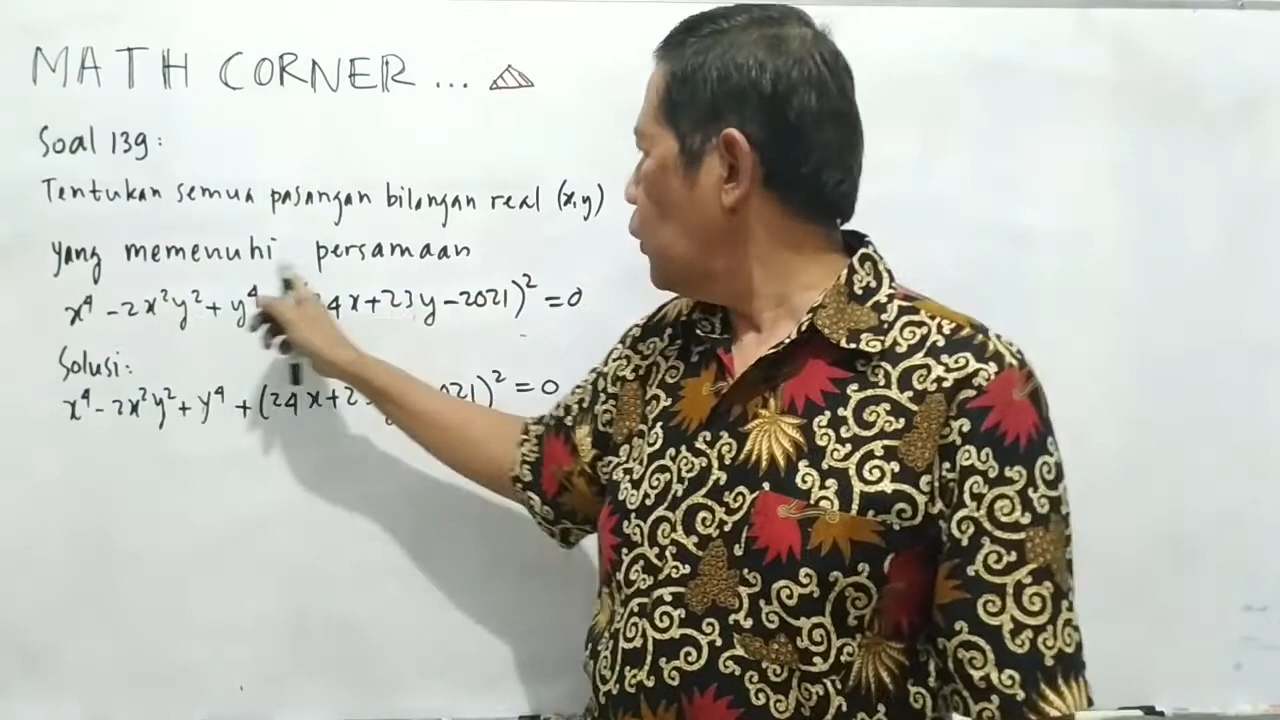 MATH CORNER...
Soal 139:
Tentukan semua pasangan bilangan real (x,y)
yang memenuhi persamaan
x⁴ - 2x²y² + y⁴ 4x+23y-2021)² = 0
Solusi:
x⁴ - 2x²y² + y⁴ + (24x+2 21)² = 0